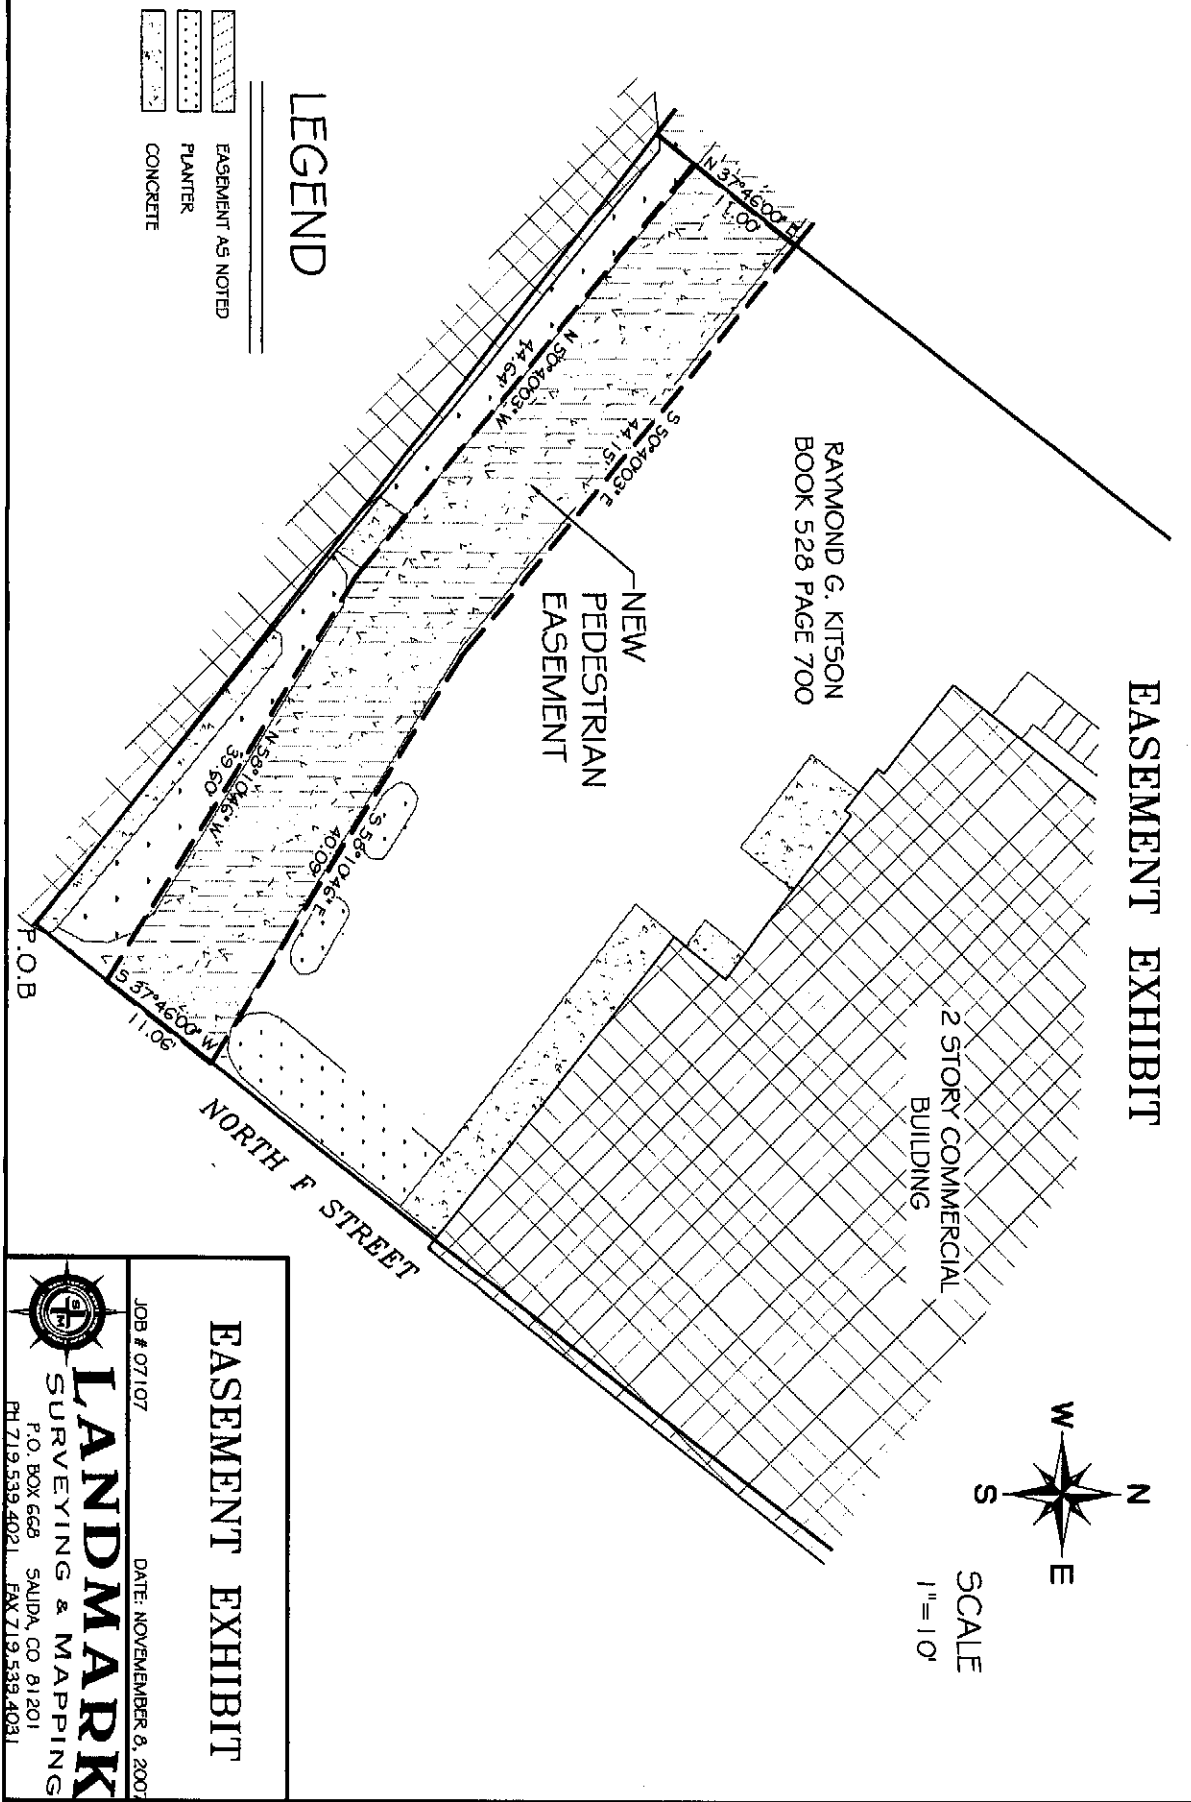 EASEMENT EXHIBIT
N
W
E
S
SCALE
1"=10'
RAYMOND G. KITSON
BOOK 528 PAGE 700
2 STORY COMMERCIAL
BUILDING
N 37°46'00" E
11.00'
S 50°40'03" E
44.15'
N 50°40'03" W
44.64'
NEW
PEDESTRIAN
EASEMENT
S 58°10'46" E
40.09'
N 58°10'46" W
39.60'
S 37°46'00" W
11.06'
NORTH F STREET
P.O.B
LEGEND
EASEMENT AS NOTED
PLANTER
CONCRETE
EASEMENT EXHIBIT
JOB # 07107
DATE: NOVEMEMBER 8, 2007
S
M
LANDMARK
SURVEYING & MAPPING
P.O. BOX 668 SALIDA, CO 81201
PH 719.539.4021 FAX 719.539.4031